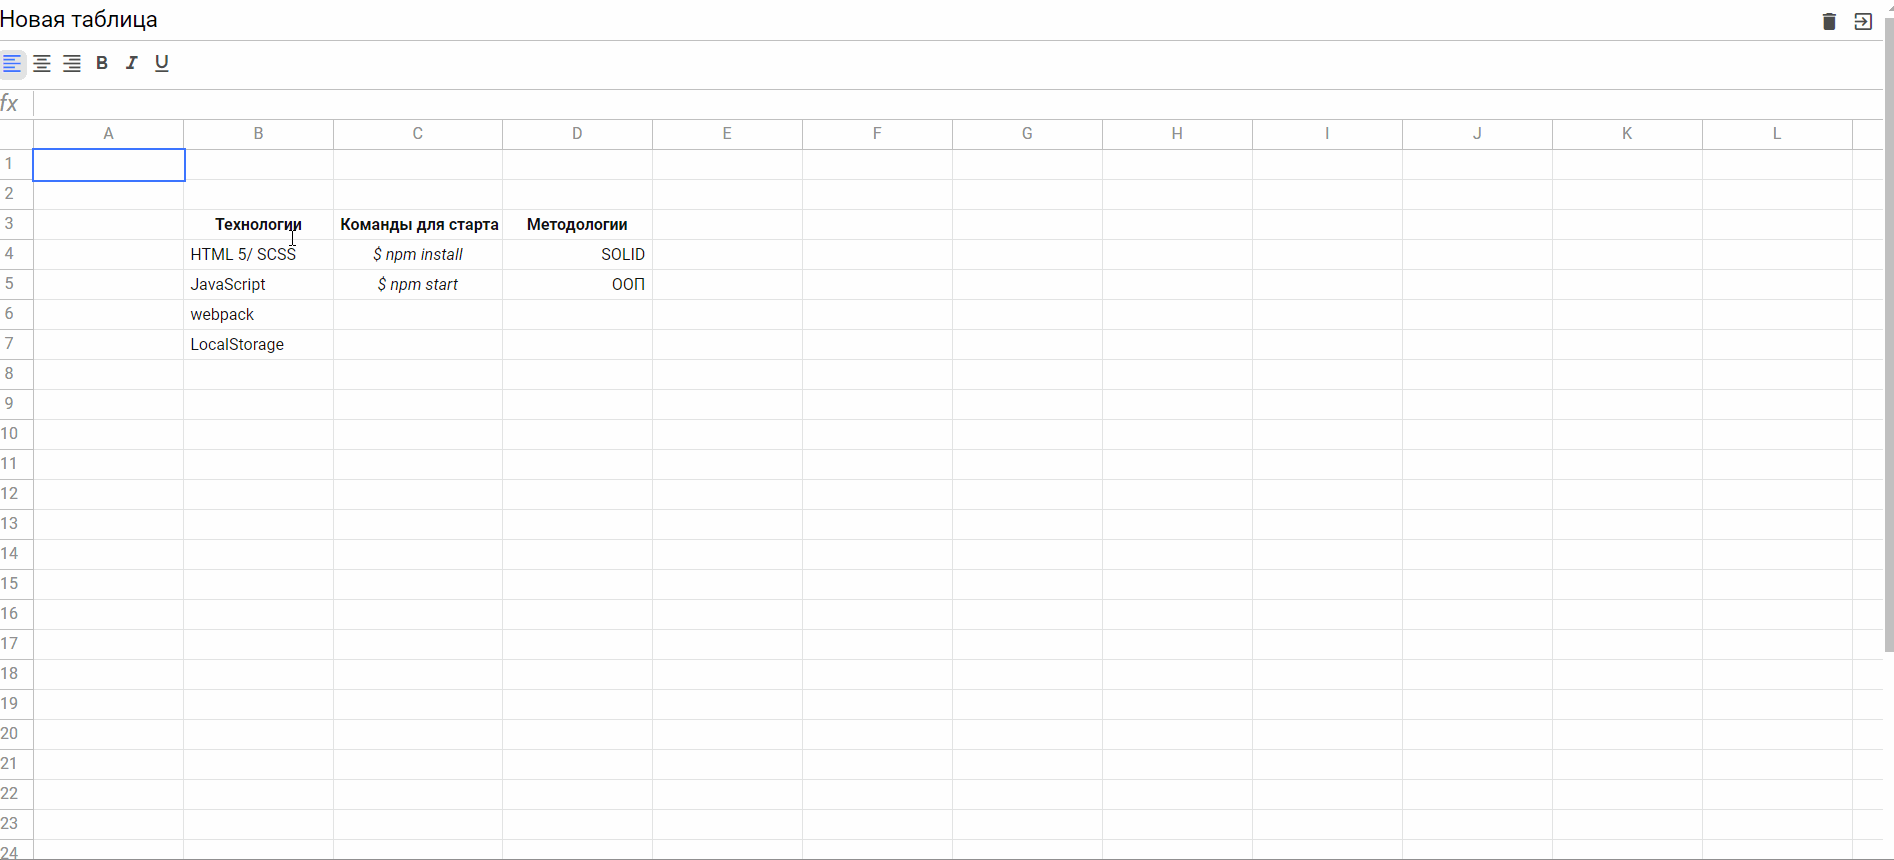 Новая таблица
B I U
fx
A B C D E F G H I J K L
1
2
3 Технологии Команды для старта Методологии
4 HTML 5/ SCSS $ npm install SOLID
5 JavaScript $ npm start ООП
6 webpack
7 LocalStorage
8
9
10
11
12
13
14
15
16
17
18
19
20
21
22
23
24